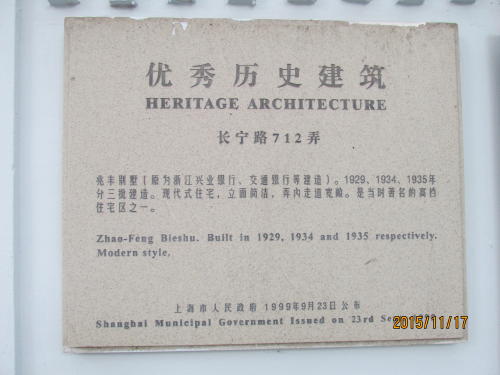 优秀历史建筑
HERITAGE ARCHITECTURE
长宁路712弄
兆丰别墅(原为浙江兴业银行、交通银行等建造)。1929、1934、1935年
分三批建造。现代式住宅,立面简洁,弄内走道宽敞。是当时著名的高档
住宅区之一。
Zhao-Feng Bieshu. Built in 1929, 1934 and 1935 respectively.
Modern style,
上海市人民政府 1999年9月23日公布
Shanghai Municipal Government Issued on 23rd
2015/11/17